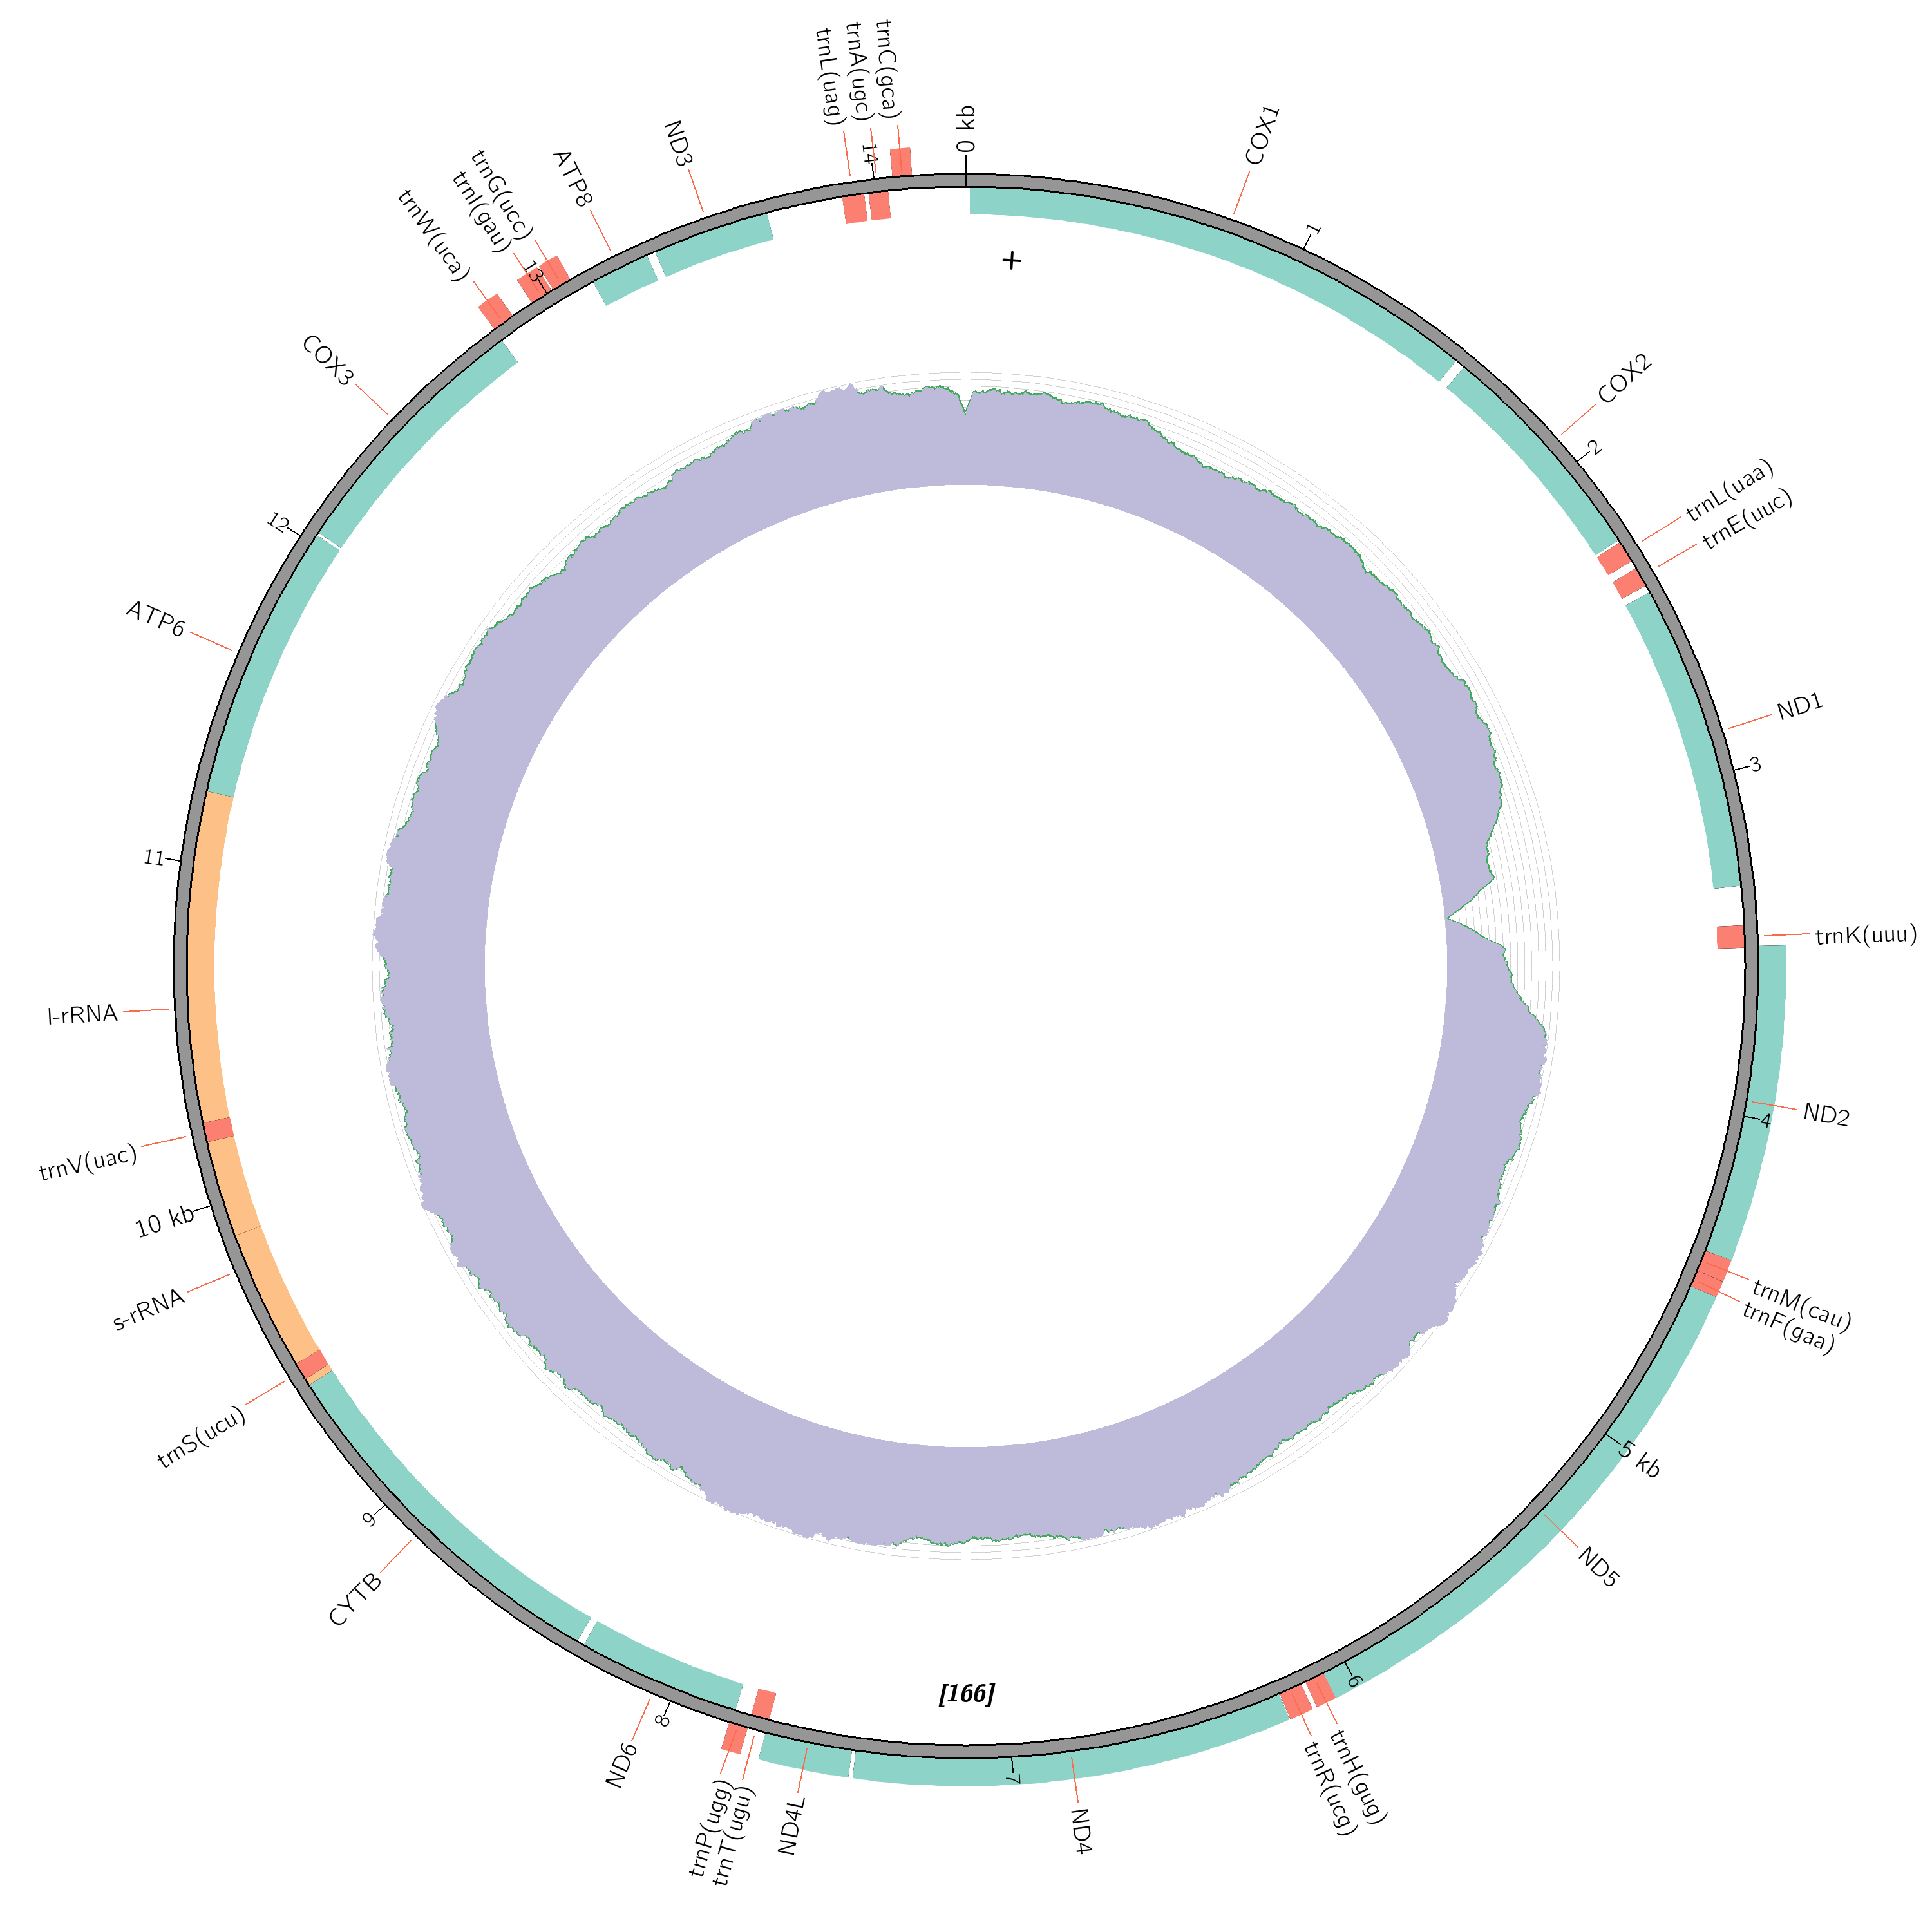 0 kb
COX1
1
COX2
2
trnL(uaa)
trnE(uuc)
ND1
3
trnK(uuu)
ND2
4
trnM(cau)
trnF(gaa)
5 kb
ND5
6
trnH(gug)
trnR(ucg)
ND4
7
ND4L
trnT(ugu)
trnP(ugg)
8
ND6
CYTB
9
trnS(ucu)
s-rRNA
10 kb
trnV(uac)
l-rRNA
11
ATP6
12
COX3
trnW(uca)
trnI(gau)
13
trnG(ucc)
ATP8
ND3
trnL(uag)
14
trnA(ugc)
trnC(gca)
+
[166]